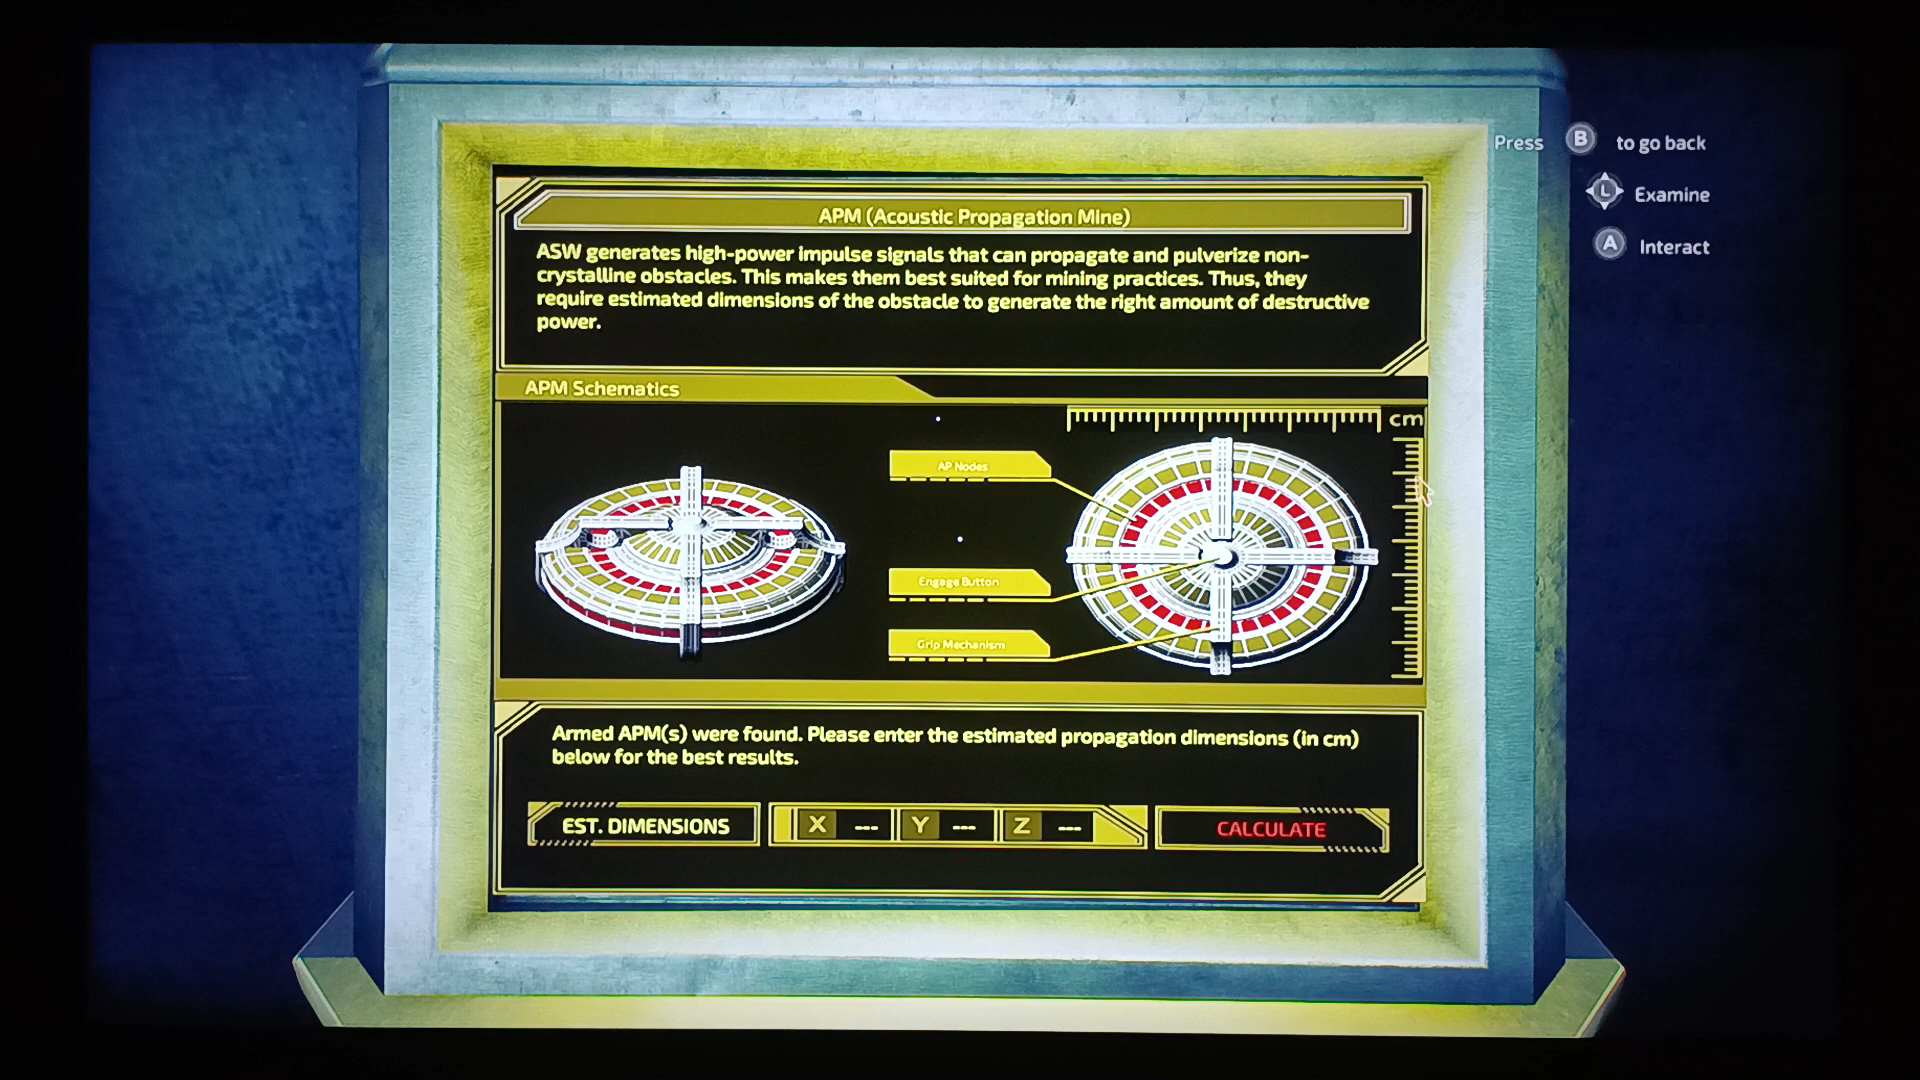 Press B to go back
L Examine
A Interact
APM (Acoustic Propagation Mine)
ASW generates high-power impulse signals that can propagate and pulverize non-
crystalline obstacles. This makes them best suited for mining practices. Thus, they
require estimated dimensions of the obstacle to generate the right amount of destructive
power.
APM Schematics
cm
AP Nodes
Engage Button
Grip Mechanism
Armed APM(s) were found. Please enter the estimated propagation dimensions (in cm)
below for the best results.
EST. DIMENSIONS X --- Y --- Z --- CALCULATE